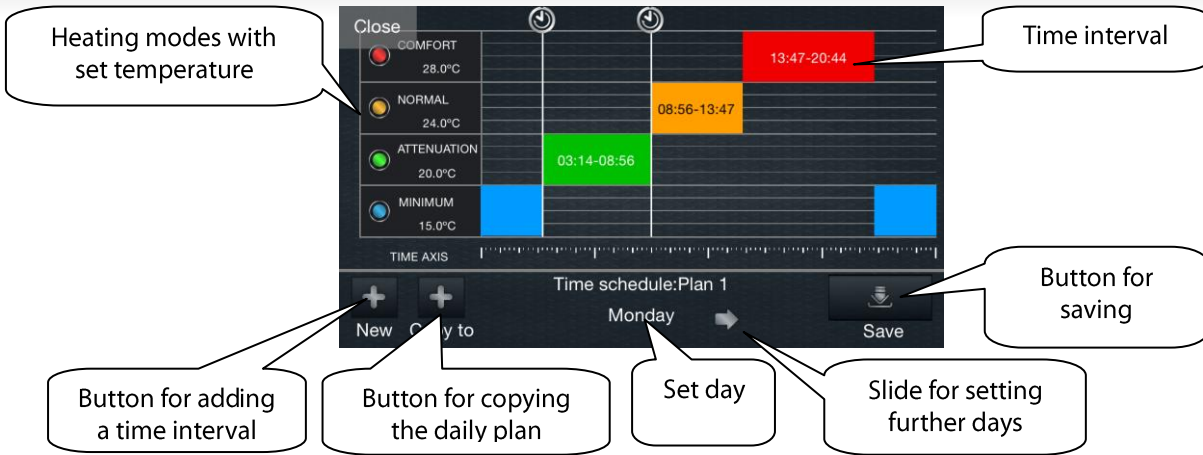 Heating modes with
set temperature
Close
COMFORT
28.0°C
NORMAL
24.0°C
ATTENUATION
20.0°C
MINIMUM
15.0°C
TIME AXIS
13:47-20:44
08:56-13:47
03:14-08:56
Time interval
Time schedule:Plan 1
Monday
New
Copy to
Save
Button for
saving
Button for adding
a time interval
Button for copying
the daily plan
Set day
Slide for setting
further days